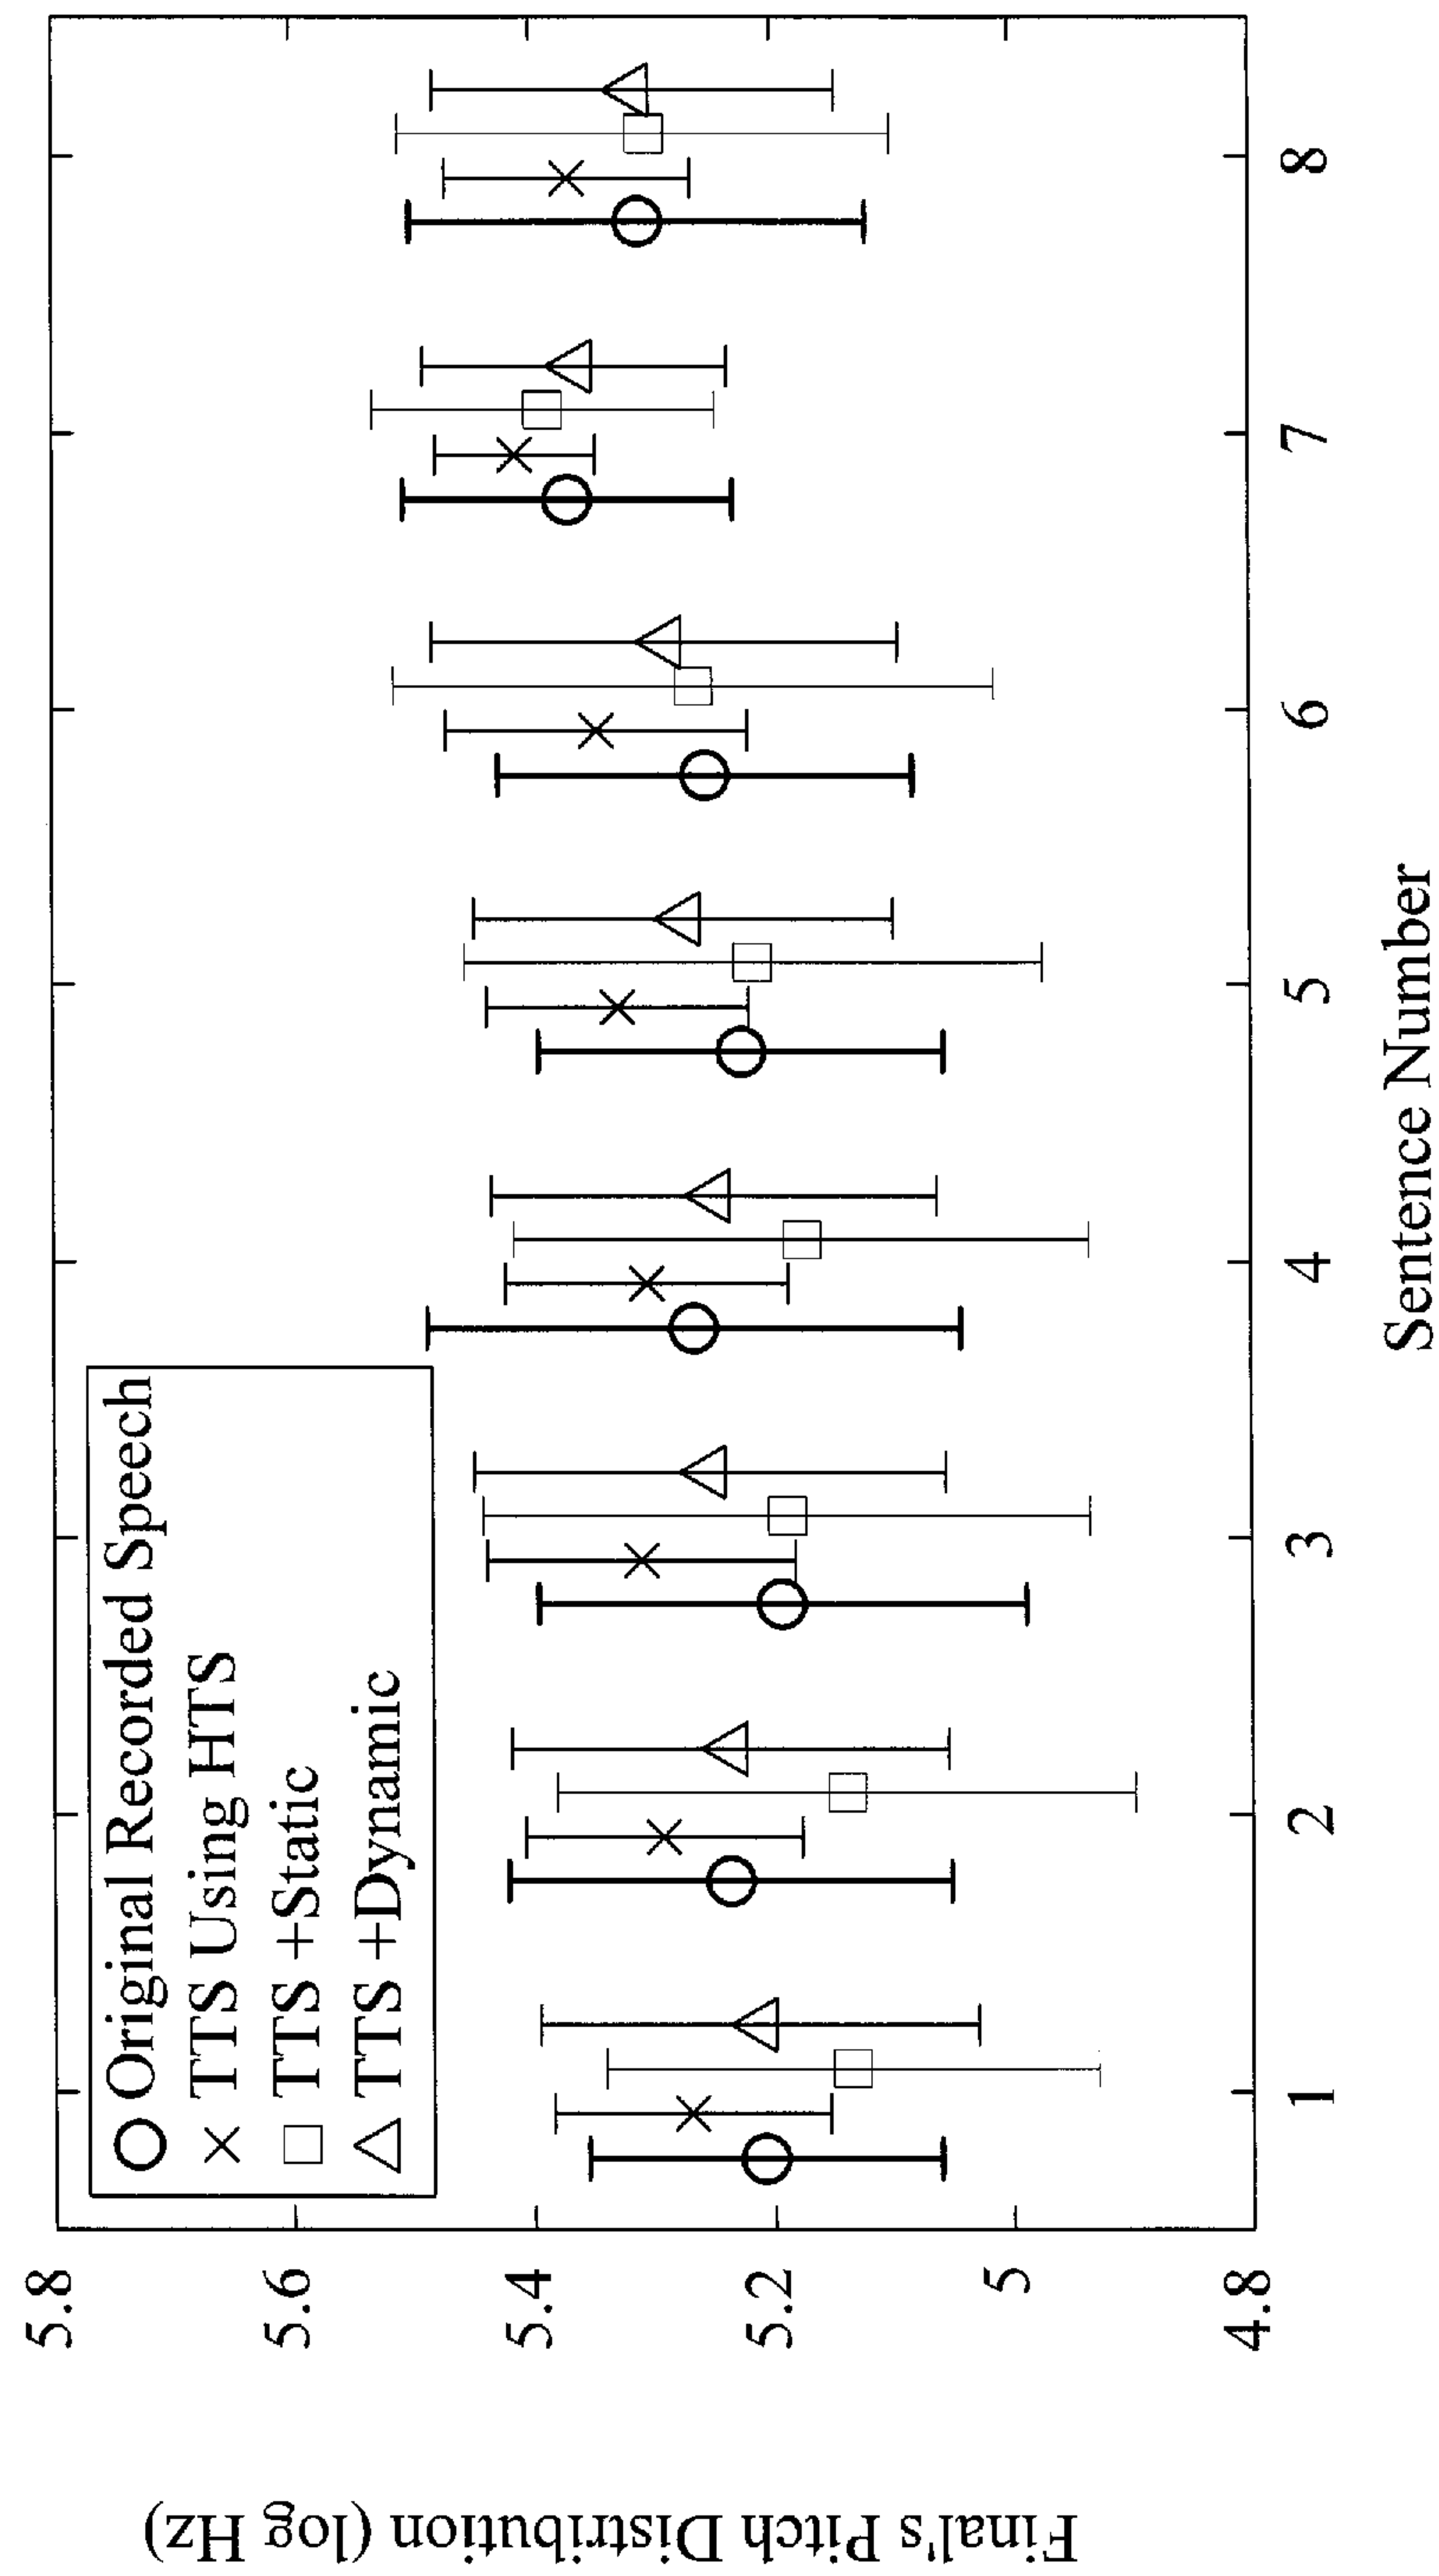 Original Recorded Speech
TTS Using HTS
TTS +Static
TTS +Dynamic
5.8
5.6
5.4
5.2
5
4.8
Final's Pitch Distribution (log Hz)
1 2 3 4 5 6 7 8
Sentence Number